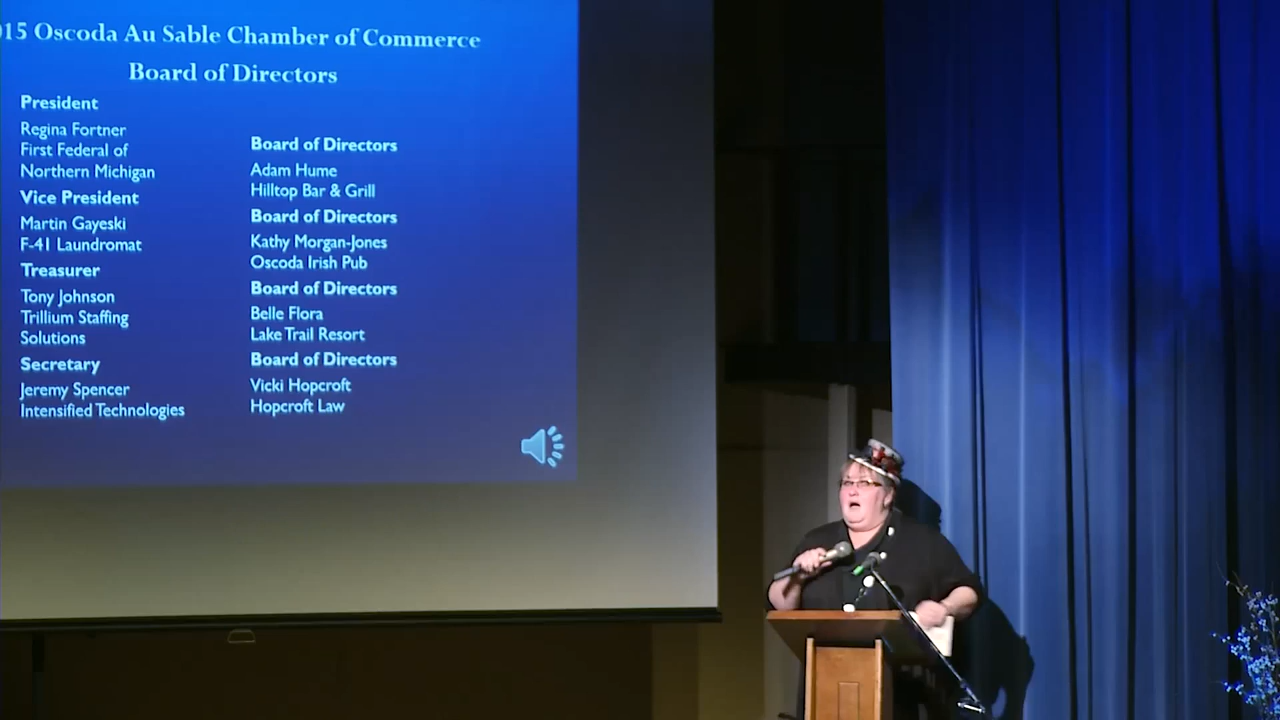 15 Oscoda Au Sable Chamber of Commerce
Board of Directors
President
Regina Fortner
First Federal of
Northern Michigan
Vice President
Martin Gayeski
F-41 Laundromat
Treasurer
Tony Johnson
Trillium Staffing
Solutions
Secretary
Jeremy Spencer
Intensified Technologies
Board of Directors
Adam Hume
Hilltop Bar & Grill
Board of Directors
Kathy Morgan-Jones
Oscoda Irish Pub
Board of Directors
Belle Flora
Lake Trail Resort
Board of Directors
Vicki Hopcroft
Hopcroft Law